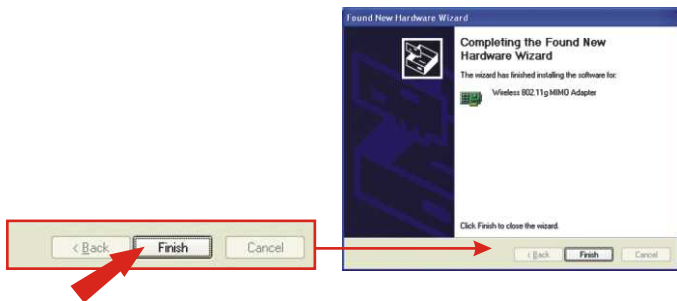 Found New Hardware Wizard
Completing the Found New
Hardware Wizard
The wizard has finished installing the software for:
Wireless 802.11g MIMO Adapter
Click Finish to close the wizard.
< Back Finish Cancel
< Back Finish Cancel